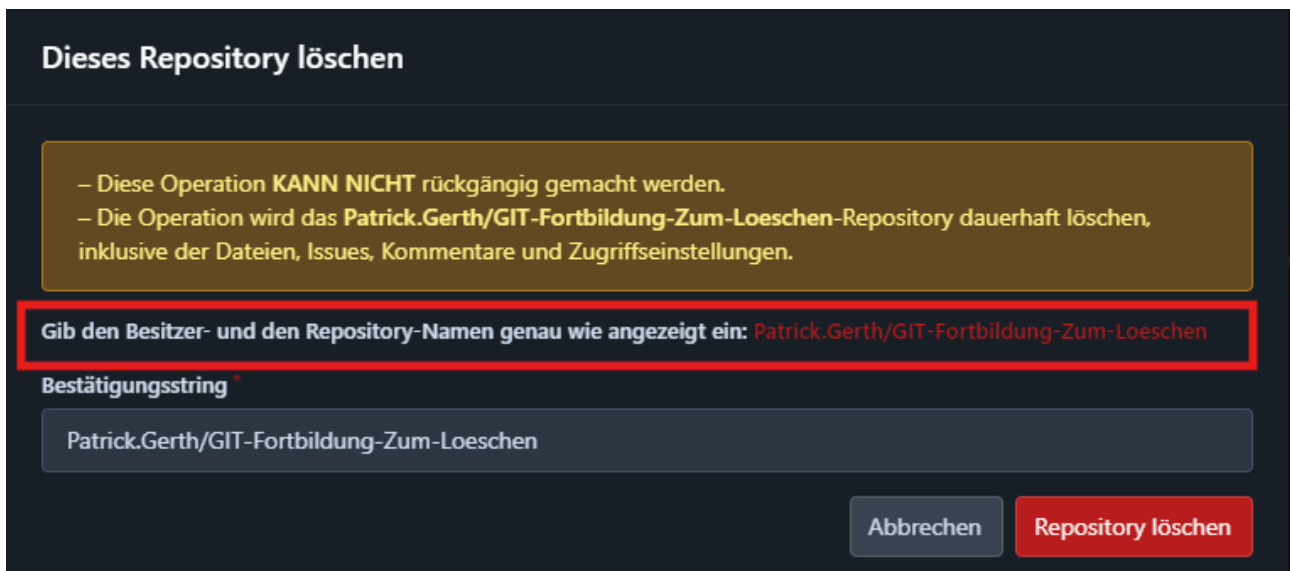 Dieses Repository löschen
– Diese Operation KANN NICHT rückgängig gemacht werden.
– Die Operation wird das Patrick.Gerth/GIT-Fortbildung-Zum-Loeschen-Repository dauerhaft löschen,
inklusive der Dateien, Issues, Kommentare und Zugriffseinstellungen.
Gib den Besitzer- und den Repository-Namen genau wie angezeigt ein: Patrick.Gerth/GIT-Fortbildung-Zum-Loeschen
Bestätigungsstring *
Patrick.Gerth/GIT-Fortbildung-Zum-Loeschen
Abbrechen Repository löschen